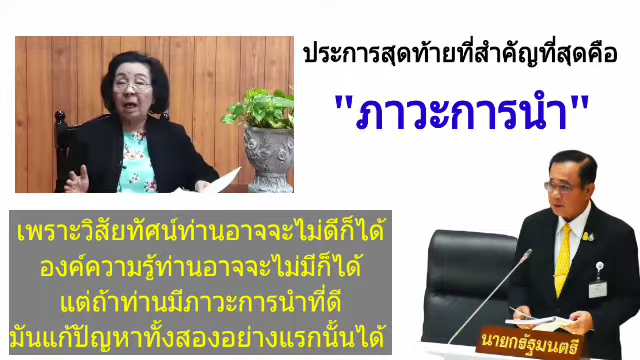 ประการสุดท้ายที่สำคัญที่สุดคือ
"ภาวะการนำ"
เพราะวิสัยทัศน์ท่านอาจจะไม่ดีก็ได้
องค์ความรู้ท่านอาจจะไม่มีก็ได้
แต่ถ้าท่านมีภาวะการนำที่ดี
มันแก้ปัญหาทั้งสองอย่างแรกนั้นได้
นายกรัฐมนตรี